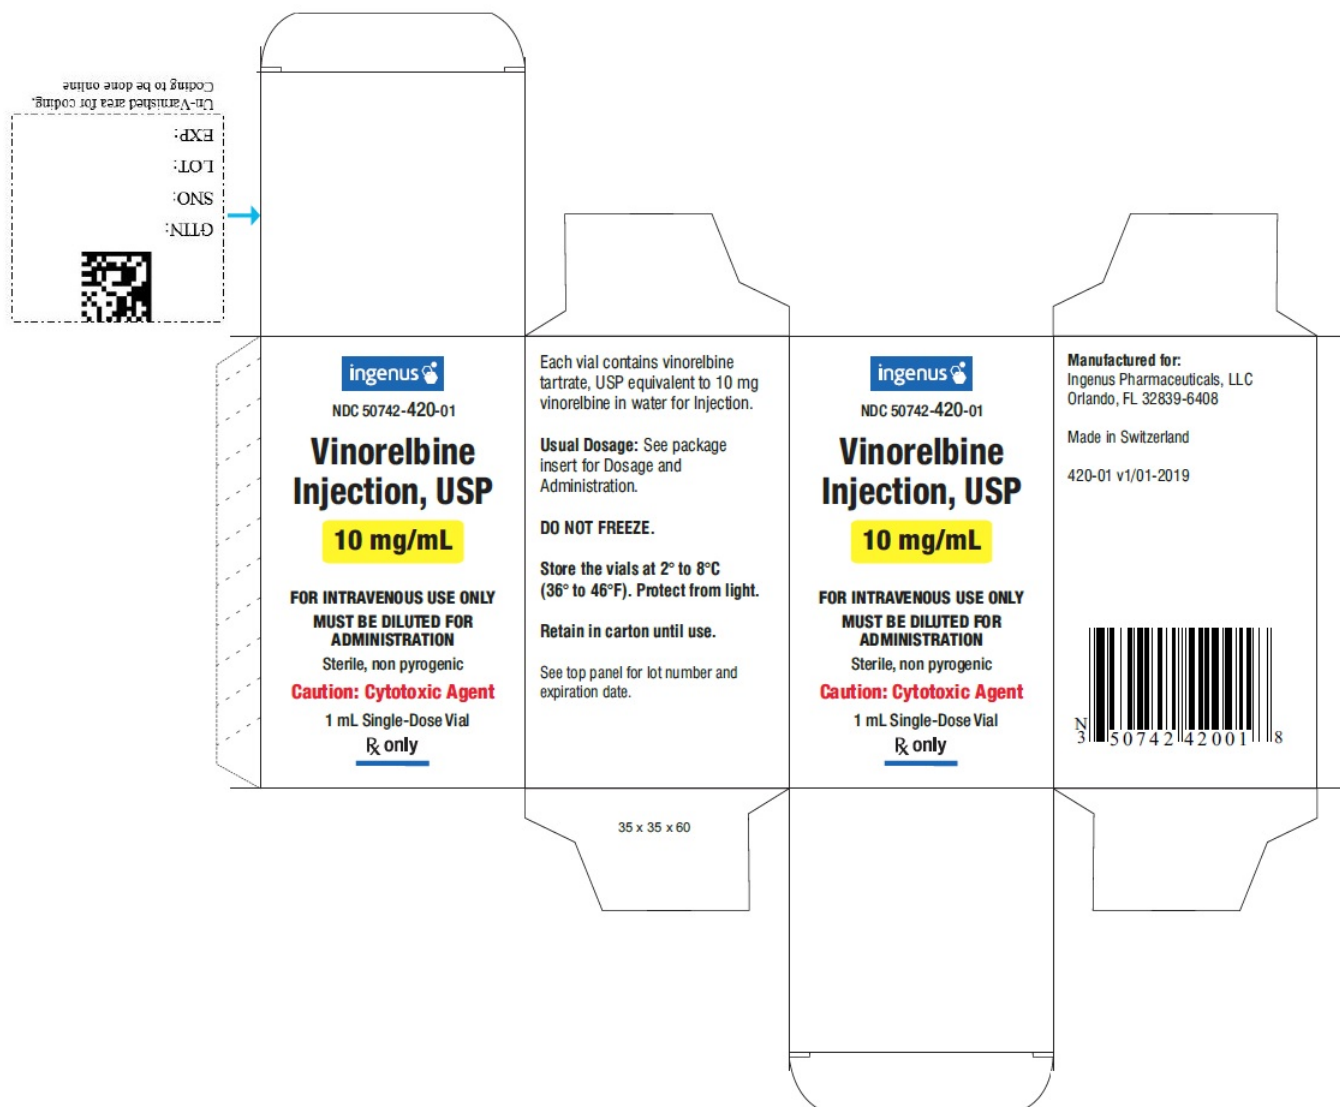 Un-Varnished area for coding.
Coding to be done online
GTIN:
SNO:
LOT:
EXP:
ingenus
NDC 50742-420-01
Vinorelbine
Injection, USP
10 mg/mL
FOR INTRAVENOUS USE ONLY
MUST BE DILUTED FOR
ADMINISTRATION
Sterile, non pyrogenic
Caution: Cytotoxic Agent
1 mL Single-Dose Vial
℞ only
Each vial contains vinorelbine
tartrate, USP equivalent to 10 mg
vinorelbine in water for Injection.
Usual Dosage: See package
insert for Dosage and
Administration.
DO NOT FREEZE.
Store the vials at 2° to 8°C
(36° to 46°F). Protect from light.
Retain in carton until use.
See top panel for lot number and
expiration date.
35 x 35 x 60
ingenus
NDC 50742-420-01
Vinorelbine
Injection, USP
10 mg/mL
FOR INTRAVENOUS USE ONLY
MUST BE DILUTED FOR
ADMINISTRATION
Sterile, non pyrogenic
Caution: Cytotoxic Agent
1 mL Single-Dose Vial
℞ only
Manufactured for:
Ingenus Pharmaceuticals, LLC
Orlando, FL 32839-6408
Made in Switzerland
420-01 v1/01-2019
N
3 50742 42001 8